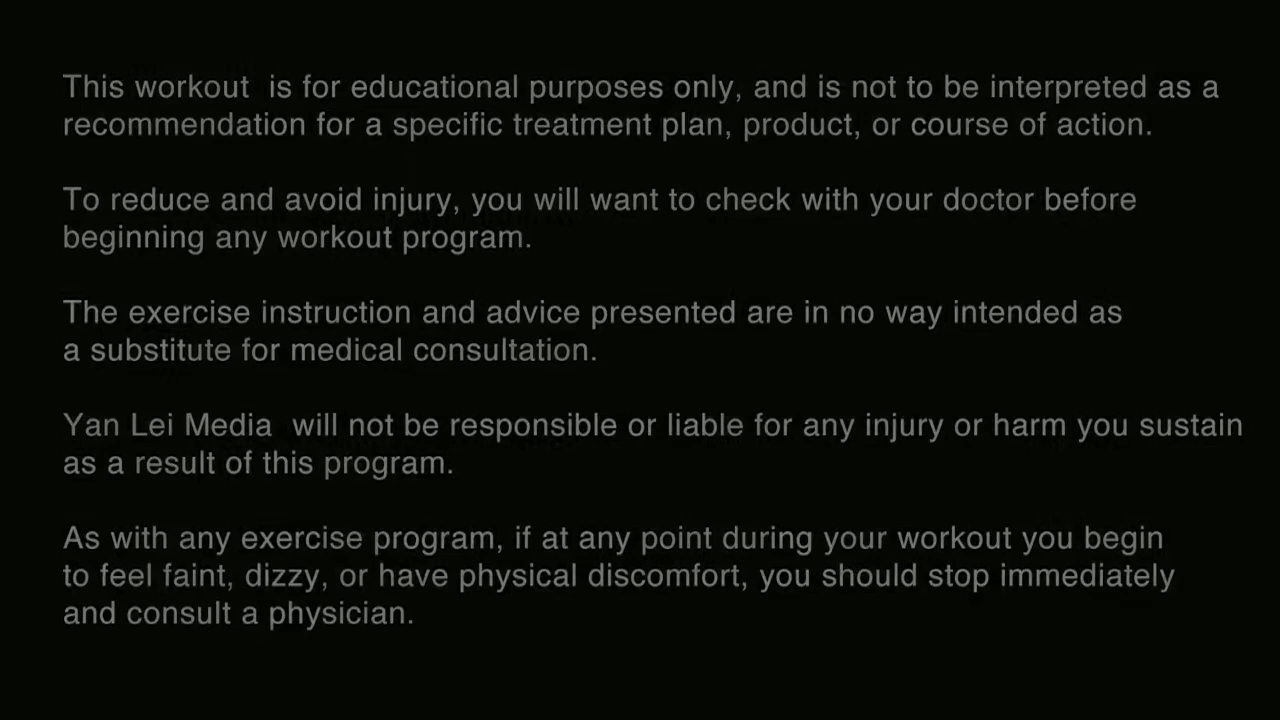 This workout  is for educational purposes only, and is not to be interpreted as a
recommendation for a specific treatment plan, product, or course of action.
To reduce and avoid injury, you will want to check with your doctor before
beginning any workout program.
The exercise instruction and advice presented are in no way intended as
a substitute for medical consultation.
Yan Lei Media  will not be responsible or liable for any injury or harm you sustain
as a result of this program.
As with any exercise program, if at any point during your workout you begin
to feel faint, dizzy, or have physical discomfort, you should stop immediately
and consult a physician.